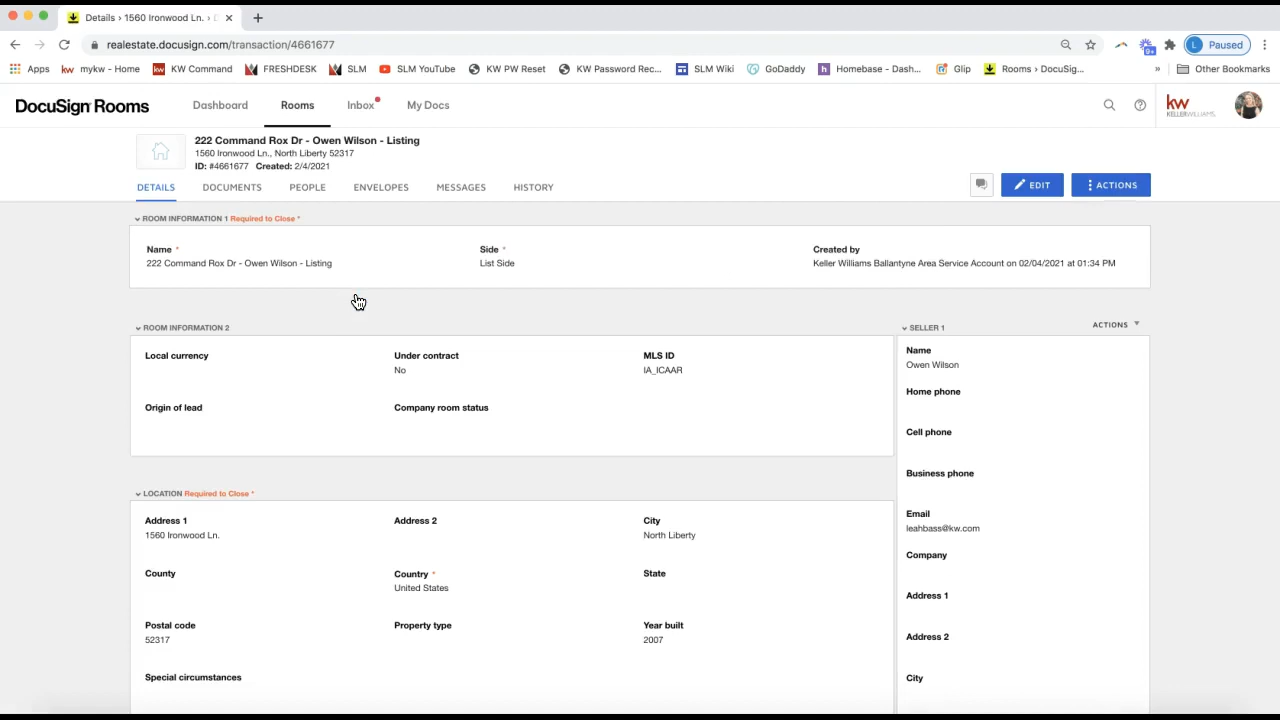 Details › 1560 Ironwood Ln. ›
realestate.docusign.com/transaction/4661677
L Paused
Apps mykw - Home KW Command FRESHDESK SLM SLM YouTube KW PW Reset KW Password Rec... SLM Wiki GoDaddy Homebase - Dash... Glip Rooms › DocuSig... » Other Bookmarks
DocuSign Rooms Dashboard Rooms Inbox My Docs kw KELLERWILLIAMS.
222 Command Rox Dr - Owen Wilson - Listing
1560 Ironwood Ln., North Liberty 52317
ID: #4661677 Created: 2/4/2021
DETAILS DOCUMENTS PEOPLE ENVELOPES MESSAGES HISTORY EDIT ACTIONS
ROOM INFORMATION 1 Required to Close *
Name * Side * Created by
222 Command Rox Dr - Owen Wilson - Listing List Side Keller Williams Ballantyne Area Service Account on 02/04/2021 at 01:34 PM
ROOM INFORMATION 2
Local currency Under contract MLS ID
No IA_ICAAR
Origin of lead Company room status
LOCATION Required to Close *
Address 1 Address 2 City
1560 Ironwood Ln. North Liberty
County Country * State
United States
Postal code Property type Year built
52317 2007
Special circumstances
SELLER 1 ACTIONS
Name
Owen Wilson
Home phone
Cell phone
Business phone
Email
leahbass@kw.com
Company
Address 1
Address 2
City